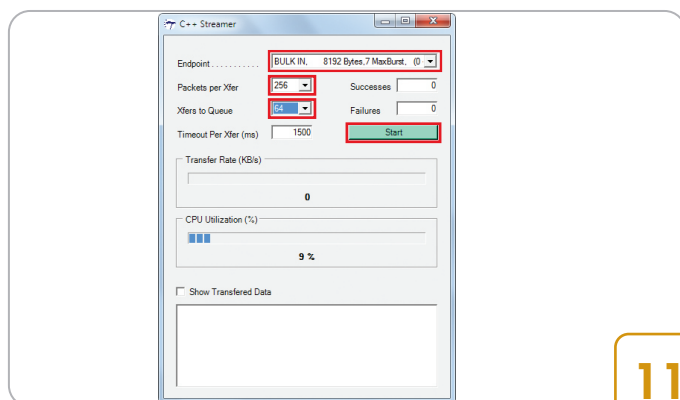 C++ Streamer
Endpoint . . . . . . . . . . . BULK IN, 8192 Bytes,7 MaxBurst, (0
Packets per Xfer 256 Successes 0
Xfers to Queue 64 Failures 0
Timeout Per Xfer (ms) 1500 Start
Transfer Rate (KB/s)
0
CPU Utilization (%)
9 %
Show Transfered Data
11